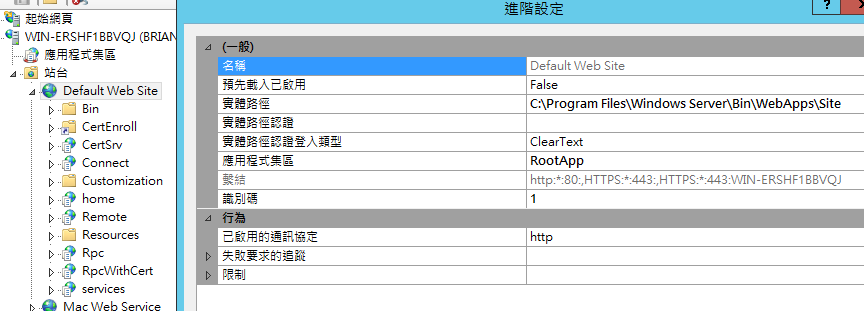 起始網頁
WIN-ERSHF1BBVQJ (BRIAN
應用程式集區
站台
Default Web Site
Bin
CertEnroll
CertSrv
Connect
Customization
home
Remote
Resources
Rpc
RpcWithCert
services
Mac Web Service
進階設定
?
(一般)
名稱 Default Web Site
預先載入已啟用 False
實體路徑 C:\Program Files\Windows Server\Bin\WebApps\Site
實體路徑認證
實體路徑認證登入類型 ClearText
應用程式集區 RootApp
繫結 http:*:80:,HTTPS:*:443:,HTTPS:*:443:WIN-ERSHF1BBVQJ
識別碼 1
行為
已啟用的通訊協定 http
失敗要求的追蹤
限制